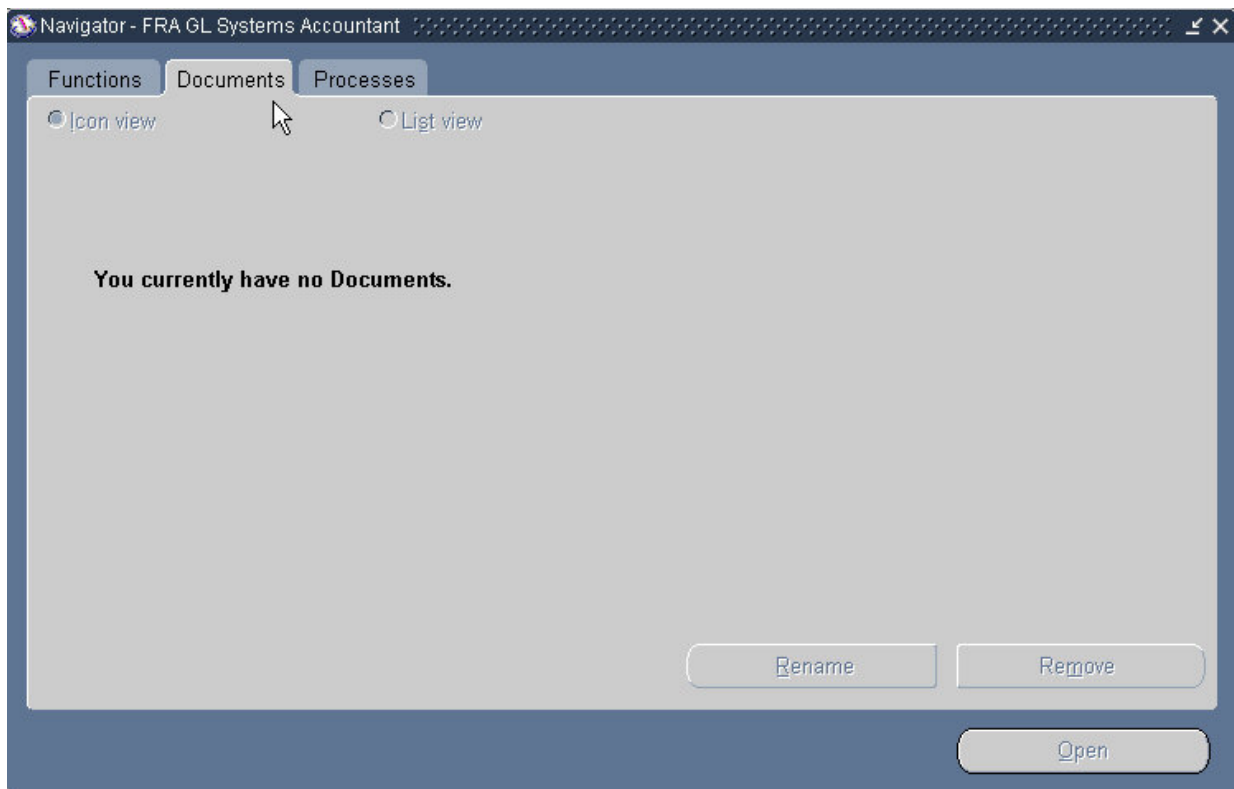 Navigator - FRA GL Systems Accountant
Functions Documents Processes
Icon view List view
You currently have no Documents.
Rename Remove
Open